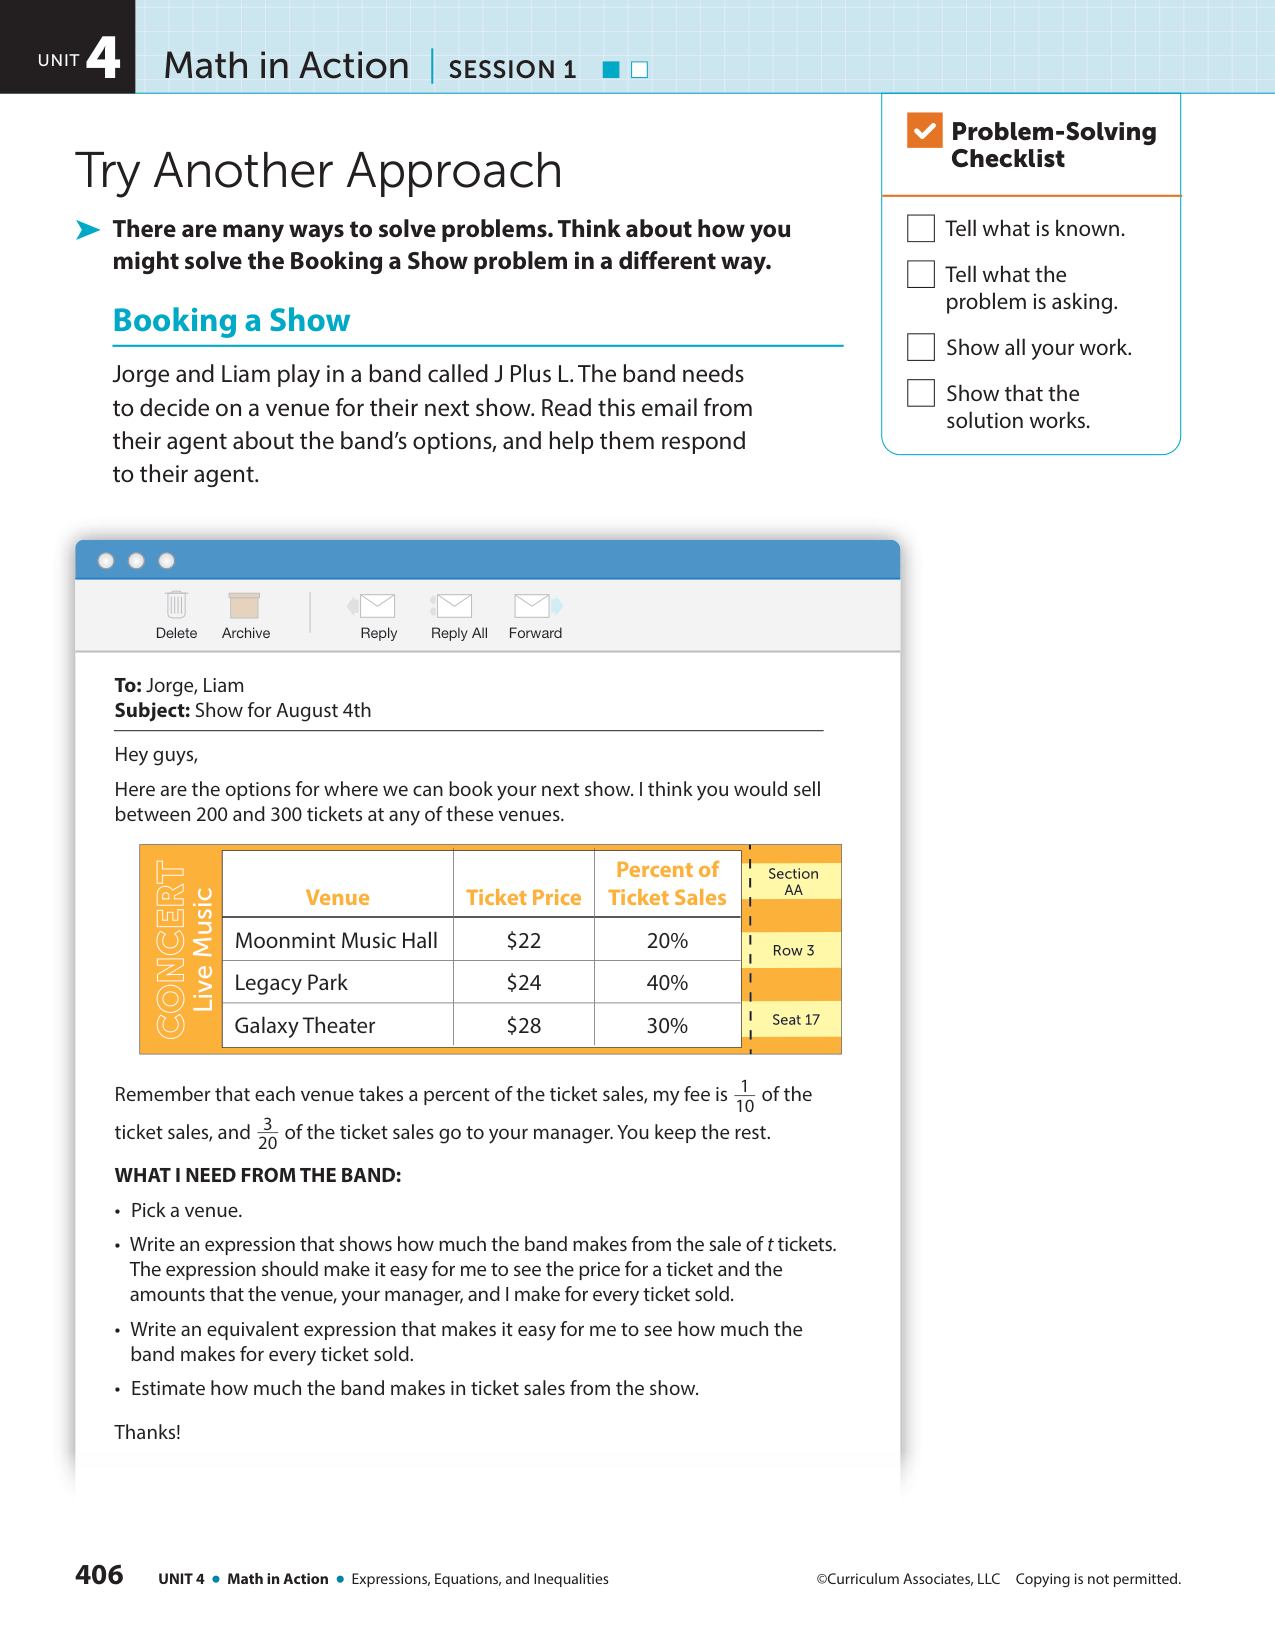 UNIT 4 Math in Action | SESSION 1
Problem-Solving
Checklist
Tell what is known.
Tell what the
problem is asking.
Show all your work.
Show that the
solution works.
Try Another Approach
There are many ways to solve problems. Think about how you
might solve the Booking a Show problem in a different way.
Booking a Show
Jorge and Liam play in a band called J Plus L. The band needs
to decide on a venue for their next show. Read this email from
their agent about the band’s options, and help them respond
to their agent.
Delete Archive Reply Reply All Forward
To: Jorge, Liam
Subject: Show for August 4th
Hey guys,
Here are the options for where we can book your next show. I think you would sell
between 200 and 300 tickets at any of these venues.
CONCERT
Live Music
Venue Ticket Price Percent of
Ticket Sales
Moonmint Music Hall $22 20%
Legacy Park $24 40%
Galaxy Theater $28 30%
Section
AA
Row 3
Seat 17
Remember that each venue takes a percent of the ticket sales, my fee is 1/10 of the
ticket sales, and 3/20 of the ticket sales go to your manager. You keep the rest.
WHAT I NEED FROM THE BAND:
• Pick a venue.
• Write an expression that shows how much the band makes from the sale of t tickets.
The expression should make it easy for me to see the price for a ticket and the
amounts that the venue, your manager, and I make for every ticket sold.
• Write an equivalent expression that makes it easy for me to see how much the
band makes for every ticket sold.
• Estimate how much the band makes in ticket sales from the show.
Thanks!
406 UNIT 4 • Math in Action • Expressions, Equations, and Inequalities ©Curriculum Associates, LLC Copying is not permitted.